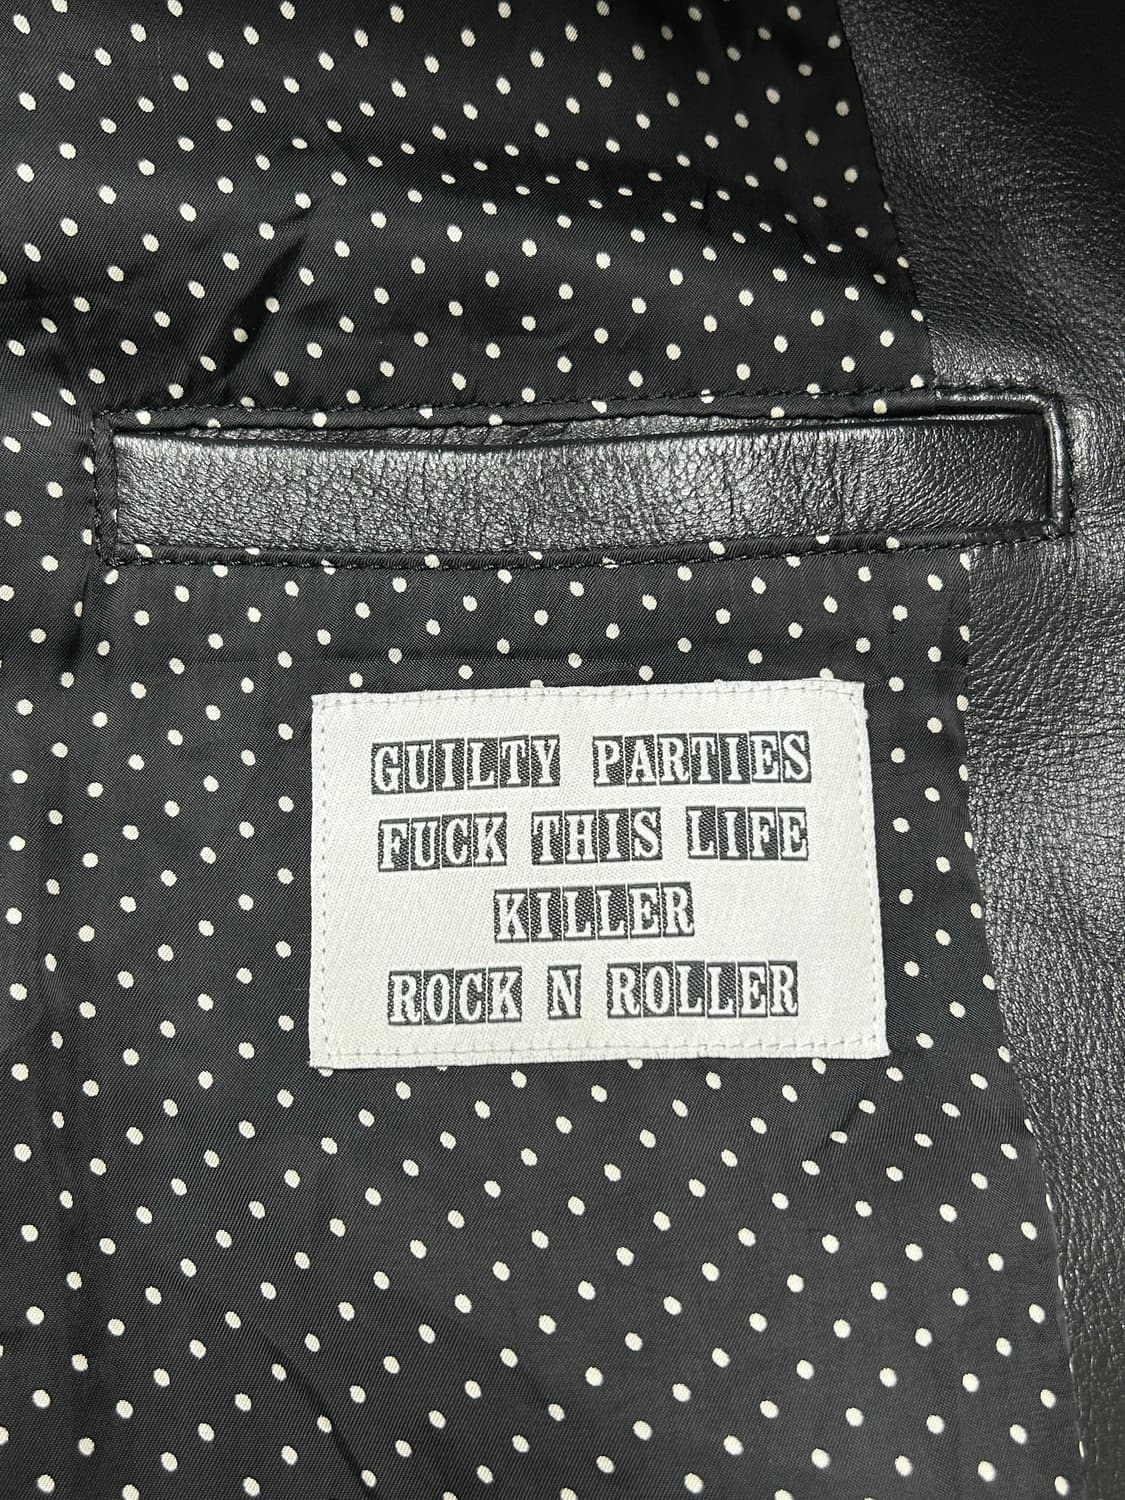 GUILTY PARTIES
FUCK THIS LIFE
KILLER
ROCK N ROLLER